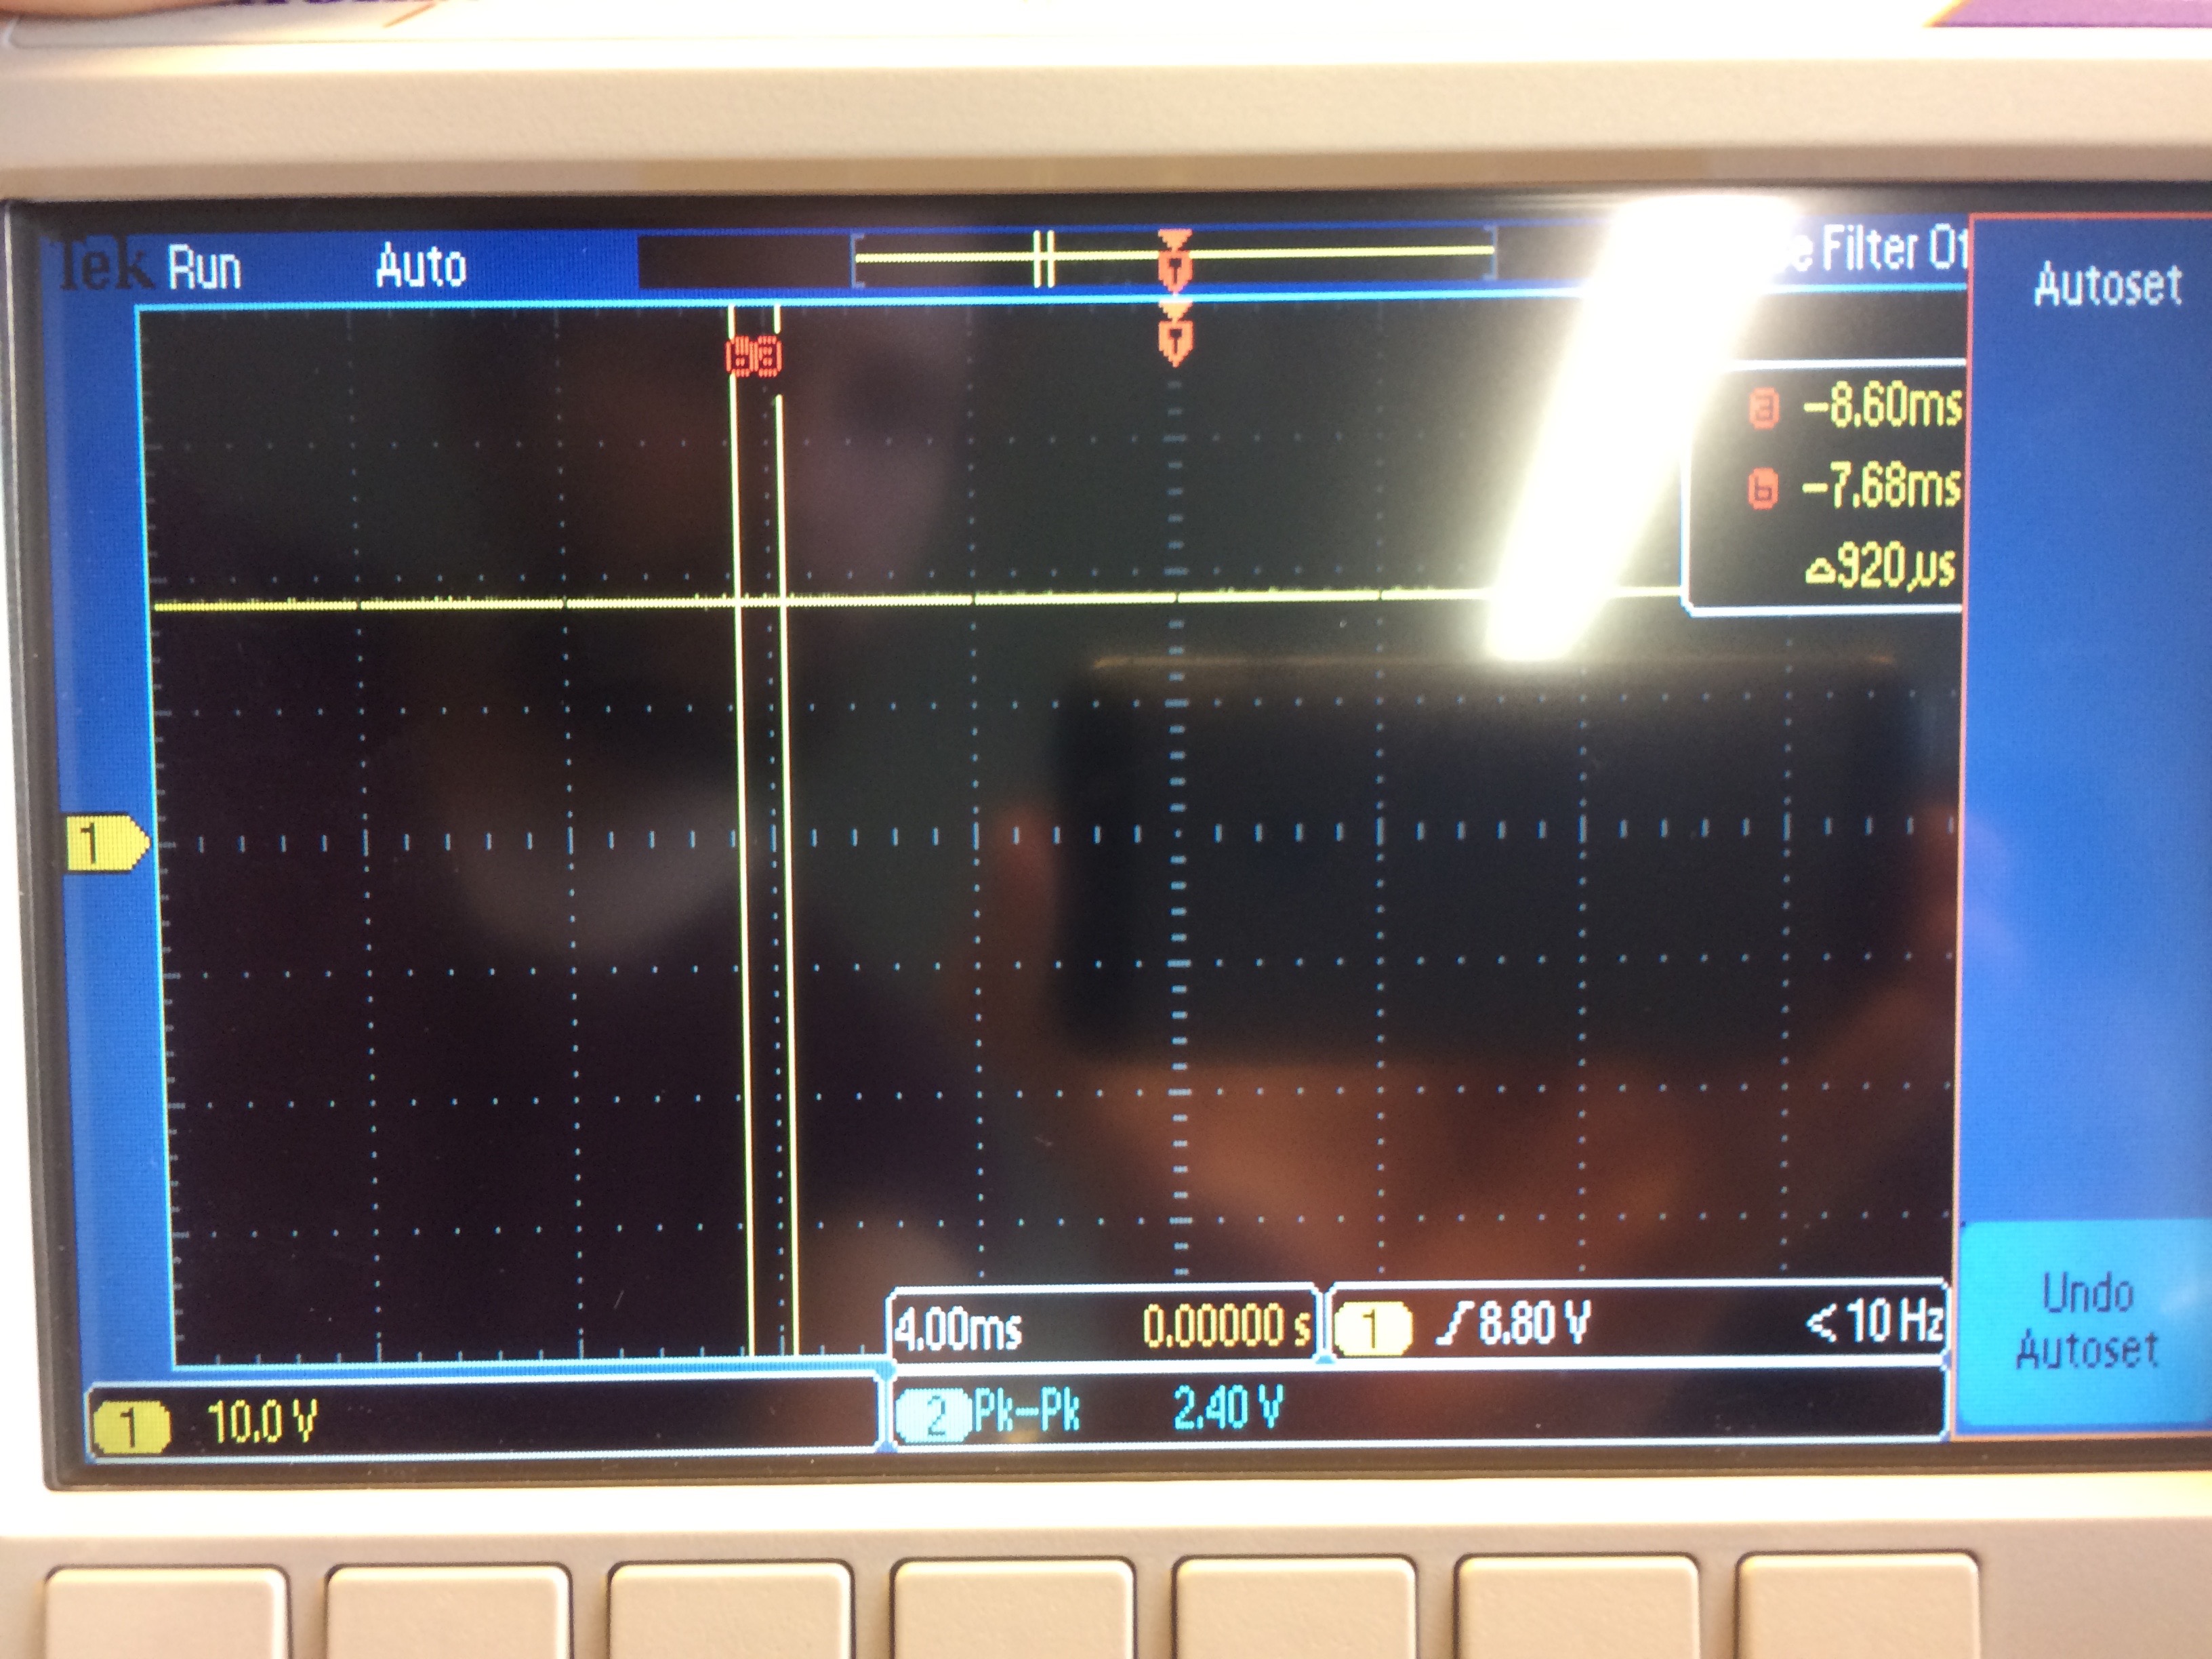 Tek Run Auto e Filter Of
Autoset
T
T
b a
a -8.60ms
b -7.68ms
△920µs
1
4.00ms 0.00000 s 1 8.80 V < 10 Hz
Undo
Autoset
1 10.0 V 2 Pk-Pk 2.40 V